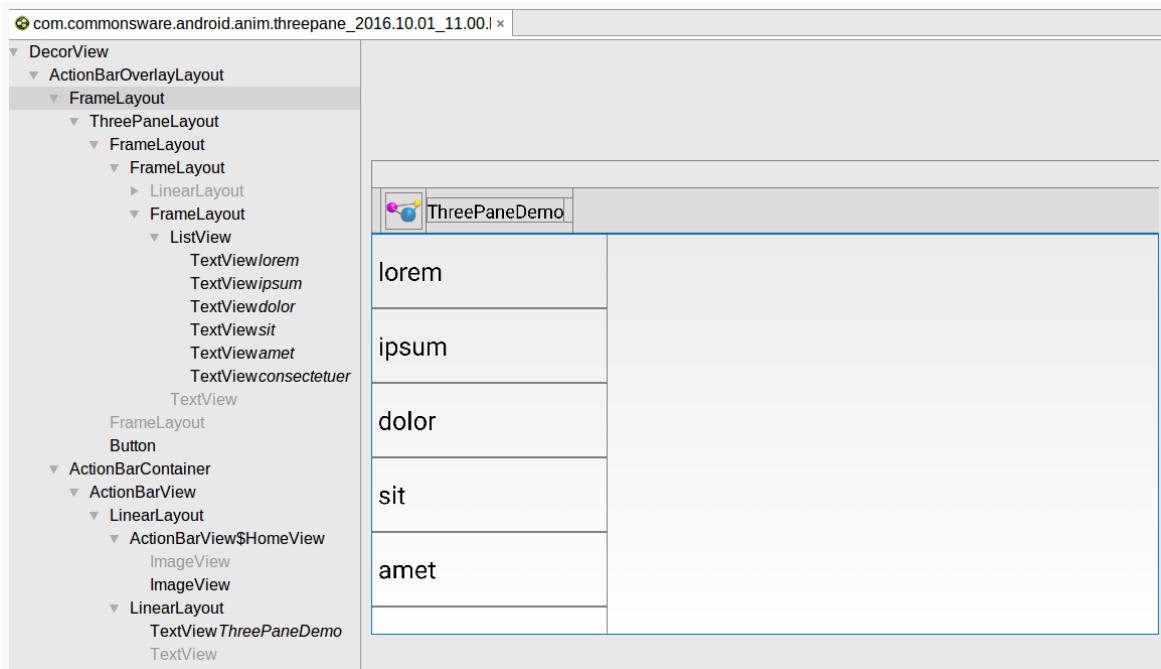 com.commonsware.android.anim.threepane_2016.10.01_11.00.l ×
DecorView
ActionBarOverlayLayout
FrameLayout
ThreePaneLayout
FrameLayout
FrameLayout
LinearLayout
FrameLayout
ListView
TextViewlorem
TextViewipsum
TextViewdolor
TextViewsit
TextViewamet
TextViewconsectetuer
TextView
FrameLayout
Button
ActionBarContainer
ActionBarView
LinearLayout
ActionBarView$HomeView
ImageView
ImageView
LinearLayout
TextViewThreePaneDemo
TextView
ThreePaneDemo
lorem
ipsum
dolor
sit
amet